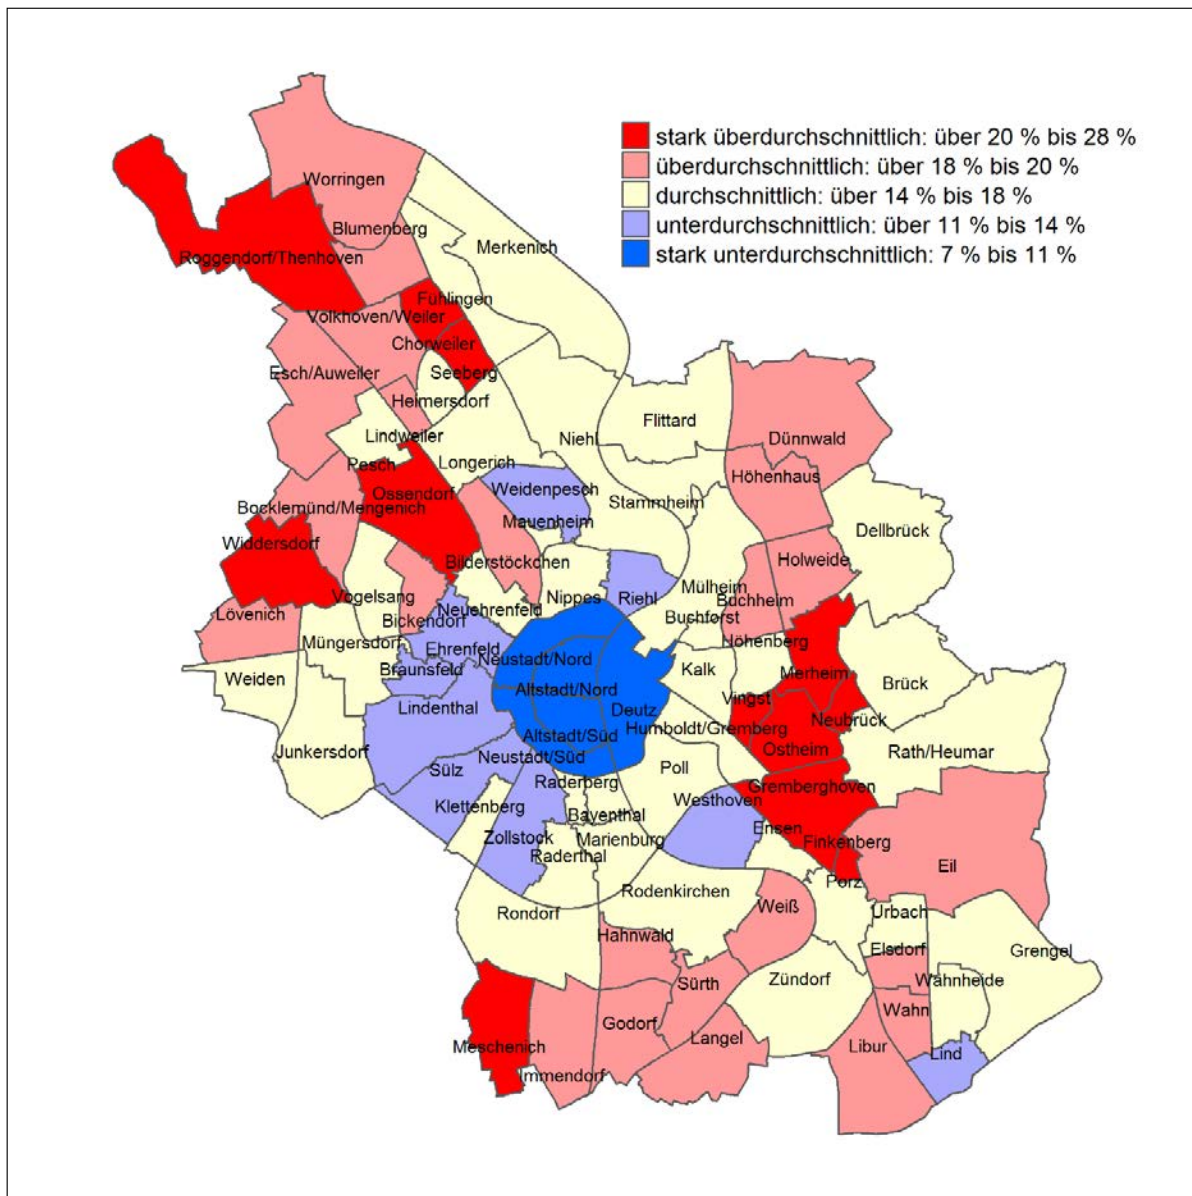 stark überdurchschnittlich: über 20 % bis 28 %
überdurchschnittlich: über 18 % bis 20 %
durchschnittlich: über 14 % bis 18 %
unterdurchschnittlich: über 11 % bis 14 %
stark unterdurchschnittlich: 7 % bis 11 %
Worringen
Blumenberg
Merkenich
Roggendorf/Thenhoven
Fühlingen
Volkhoven/Weiler
Chorweiler
Seeberg
Esch/Auweiler
Heimersdorf
Flittard
Lindweiler
Niehl
Dünnwald
Pesch
Longerich
Höhenhaus
Weidenpesch
Ossendorf
Stammheim
Bocklemünd/Mengenich
Mauenheim
Dellbrück
Widdersdorf
Bilderstöckchen
Holweide
Mülheim
Vogelsang
Nippes
Riehl
Buchheim
Neuehrenfeld
Lövenich
Bickendorf
Buchforst
Müngersdorf
Ehrenfeld
Höhenberg
Neustadt/Nord
Braunsfeld
Kalk
Merheim
Weiden
Brück
Altstadt/Nord
Vingst
Lindenthal
Deutz
Neubrück
Humboldt/Gremberg
Altstadt/Süd
Ostheim
Junkersdorf
Rath/Heumar
Neustadt/Süd
Sülz
Poll
Raderberg
Gremberghoven
Klettenberg
Westhoven
Bayenthal
Ensen
Zollstock
Marienburg
Finkenberg
Raderthal
Eil
Porz
Rodenkirchen
Weiß
Rondorf
Urbach
Hahnwald
Elsdorf
Grengel
Sürth
Zündorf
Wahnheide
Wahn
Godorf
Langel
Meschenich
Libur
Lind
Immendorf